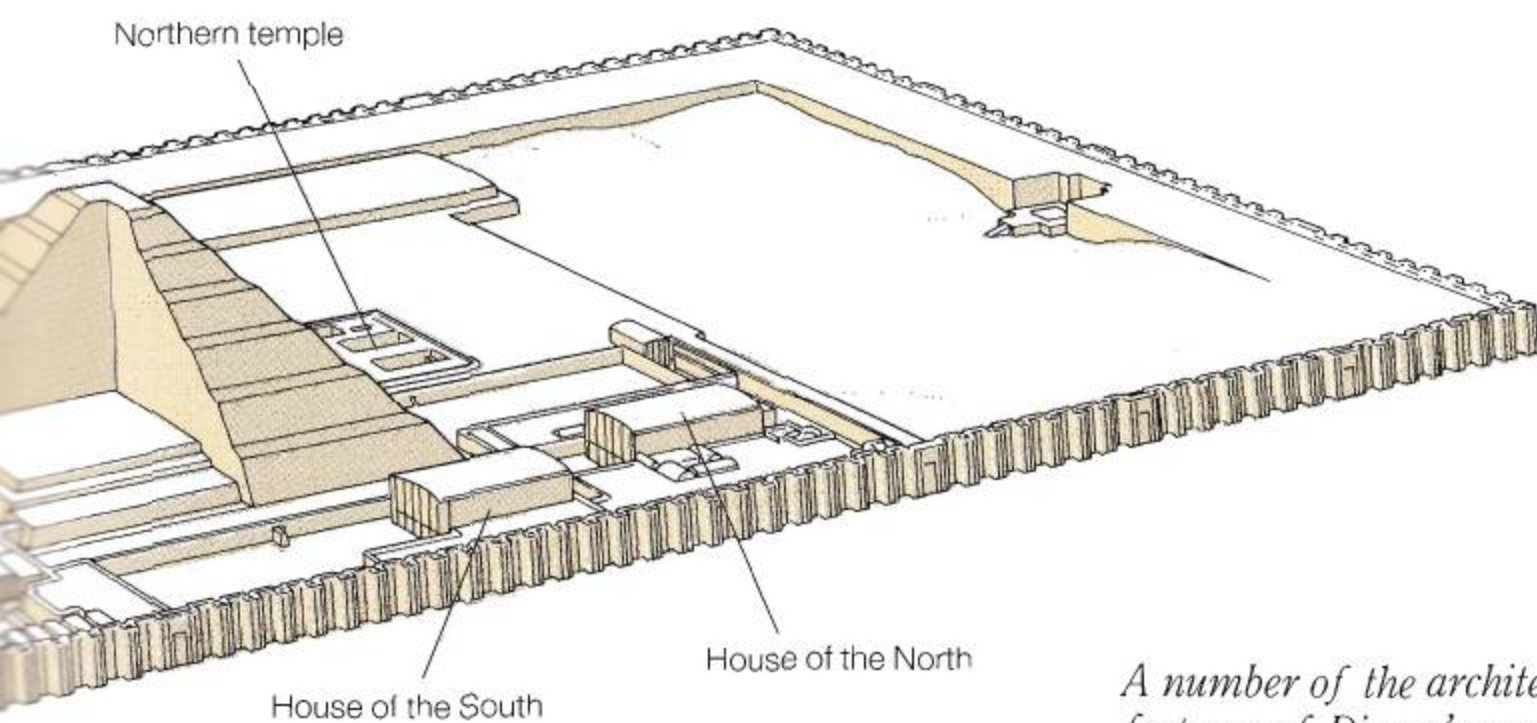 Northern temple
House of the North
House of the South
A number of the archite